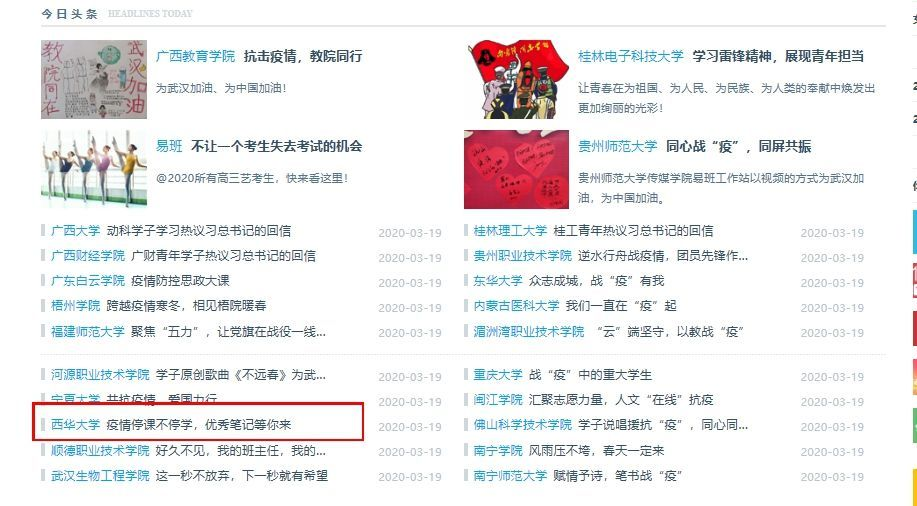 今日头条 HEADLINES TODAY
教院同在
武汉加油
广西教育学院 抗击疫情，教院同行
为武汉加油、为中国加油！
桂林电子科技大学 学习雷锋精神，展现青年担当
让青春在为祖国、为人民、为民族、为人类的奉献中焕发出
更加绚丽的光彩！
易班 不让一个考生失去考试的机会
@2020所有高三艺考生，快来看这里！
贵州师范大学 同心战“疫”，同屏共振
贵州师范大学传媒学院易班工作站以视频的方式为武汉加
油，为中国加油。
广西大学 动科学子学习热议习总书记的回信 2020-03-19
桂林理工大学 桂工青年热议习总书记的回信 2020-03-19
广西财经学院 广财青年学子热议习总书记的回信 2020-03-19
贵州职业技术学院 逆水行舟战疫情，团员先锋作... 2020-03-19
广东白云学院 疫情防控思政大课 2020-03-19
东华大学 众志成城，战“疫”有我 2020-03-19
梧州学院 跨越疫情寒冬，相见梧院暖春 2020-03-19
内蒙古医科大学 我们一直在“疫”起 2020-03-19
福建师范大学 聚焦“五力”，让党旗在战役一线... 2020-03-19
湄洲湾职业技术学院 “云”端坚守，以教战“疫” 2020-03-19
河源职业技术学院 学子原创歌曲《不远春》为武... 2020-03-19
重庆大学 战“疫”中的重大学生 2020-03-19
宁夏大学 共抗疫情，爱国力行 2020-03-19
闽江学院 汇聚志愿力量，人文“在线”抗疫 2020-03-19
西华大学 疫情停课不停学，优秀笔记等你来 2020-03-19
佛山科学技术学院 学子说唱援抗“疫”，同心同... 2020-03-19
顺德职业技术学院 好久不见，我的班主任，我的... 2020-03-19
南宁学院 风雨压不垮，春天一定来 2020-03-19
武汉生物工程学院 这一秒不放弃，下一秒就有希望 2020-03-19
南宁师范大学 赋情予诗，笔书战“疫” 2020-03-19